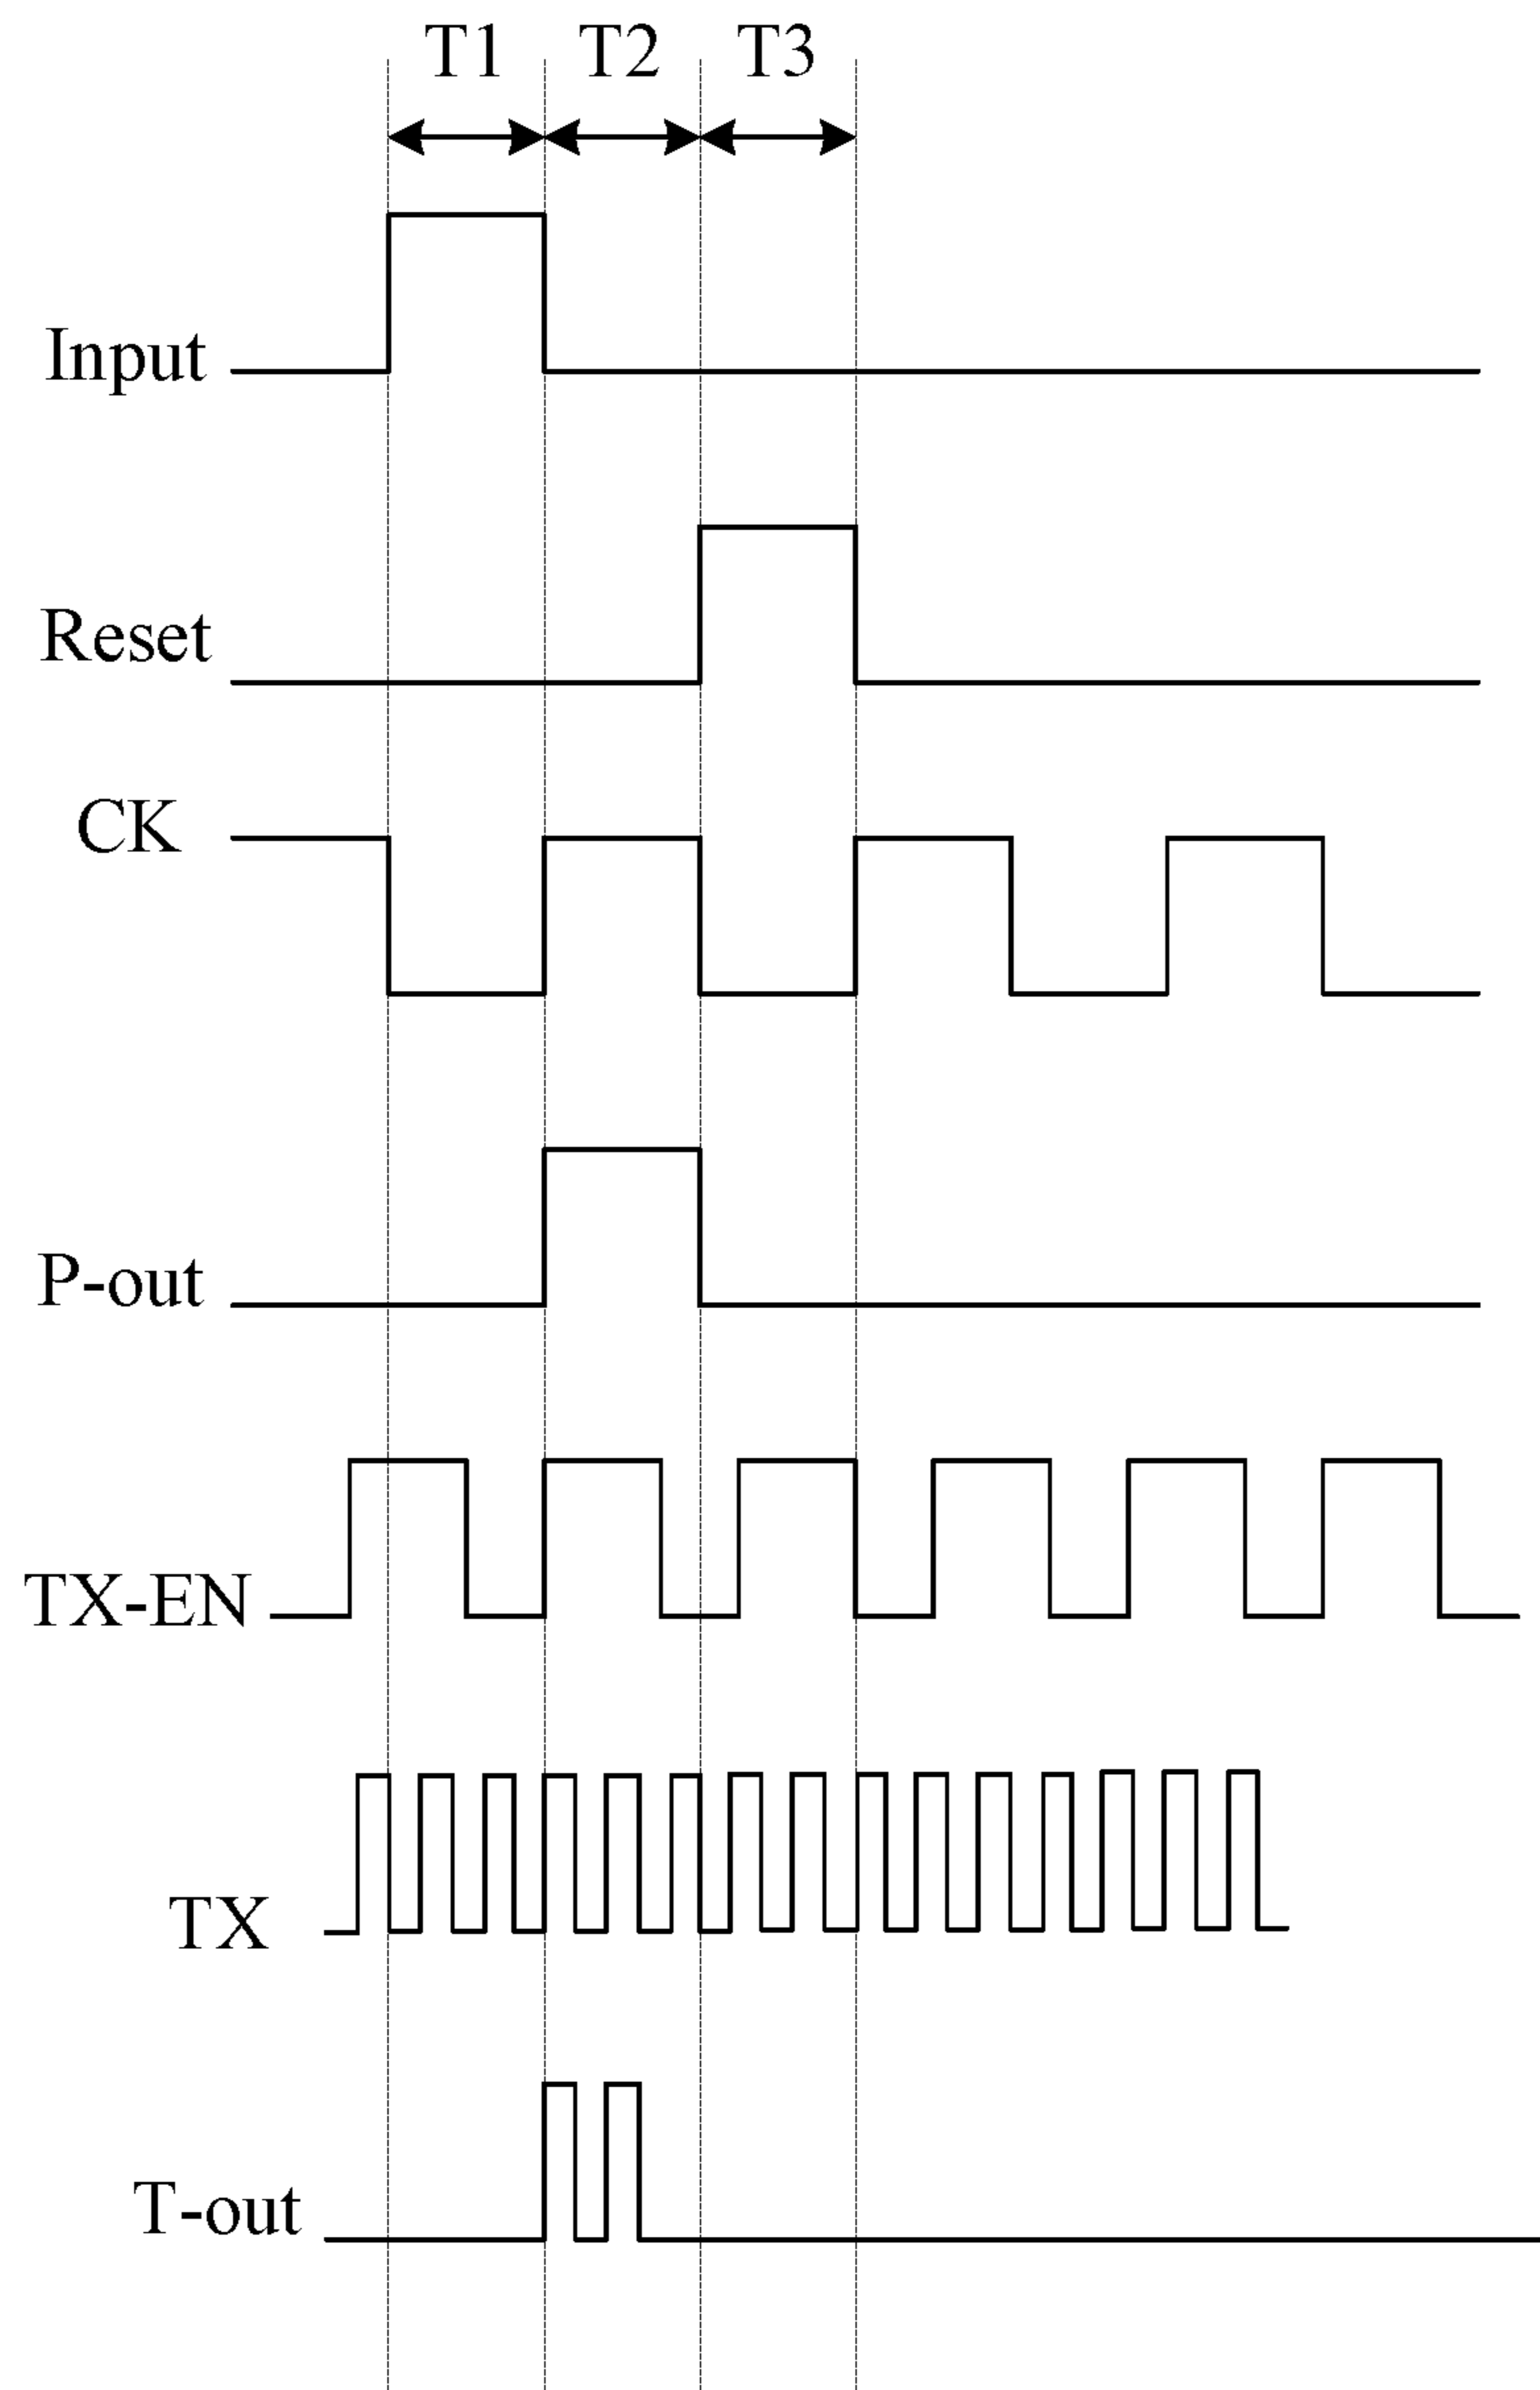 T1 T2 T3
Input
Reset
CK
P-out
TX-EN
TX
T-out